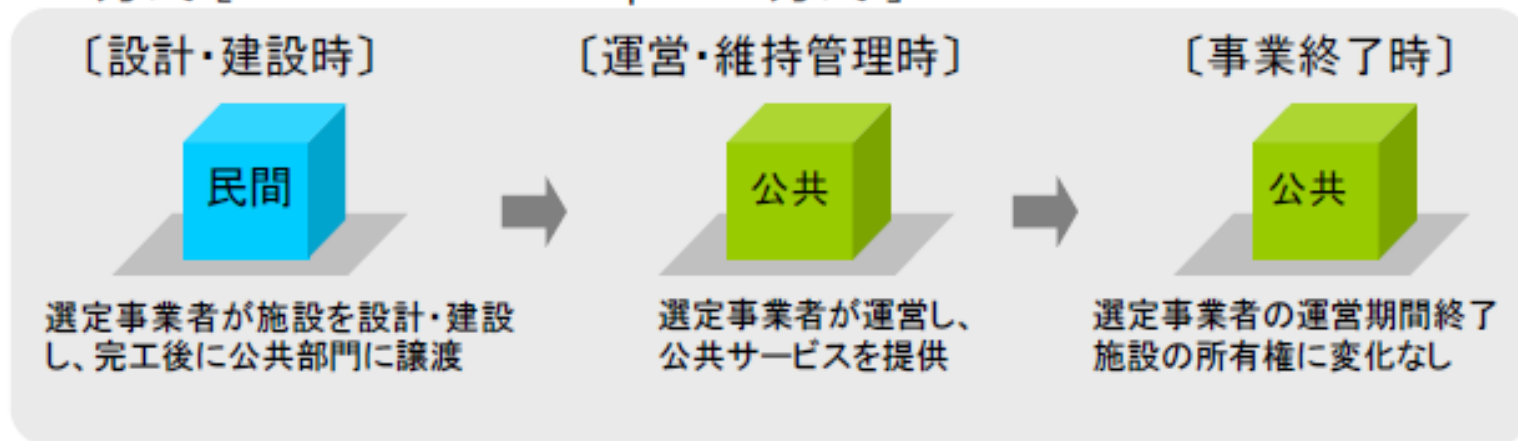 〔設計・建設時〕
〔運営・維持管理時〕
〔事業終了時〕
民間
公共
公共
選定事業者が施設を設計・建設
し、完工後に公共部門に譲渡
選定事業者が運営し、
公共サービスを提供
選定事業者の運営期間終了
施設の所有権に変化なし